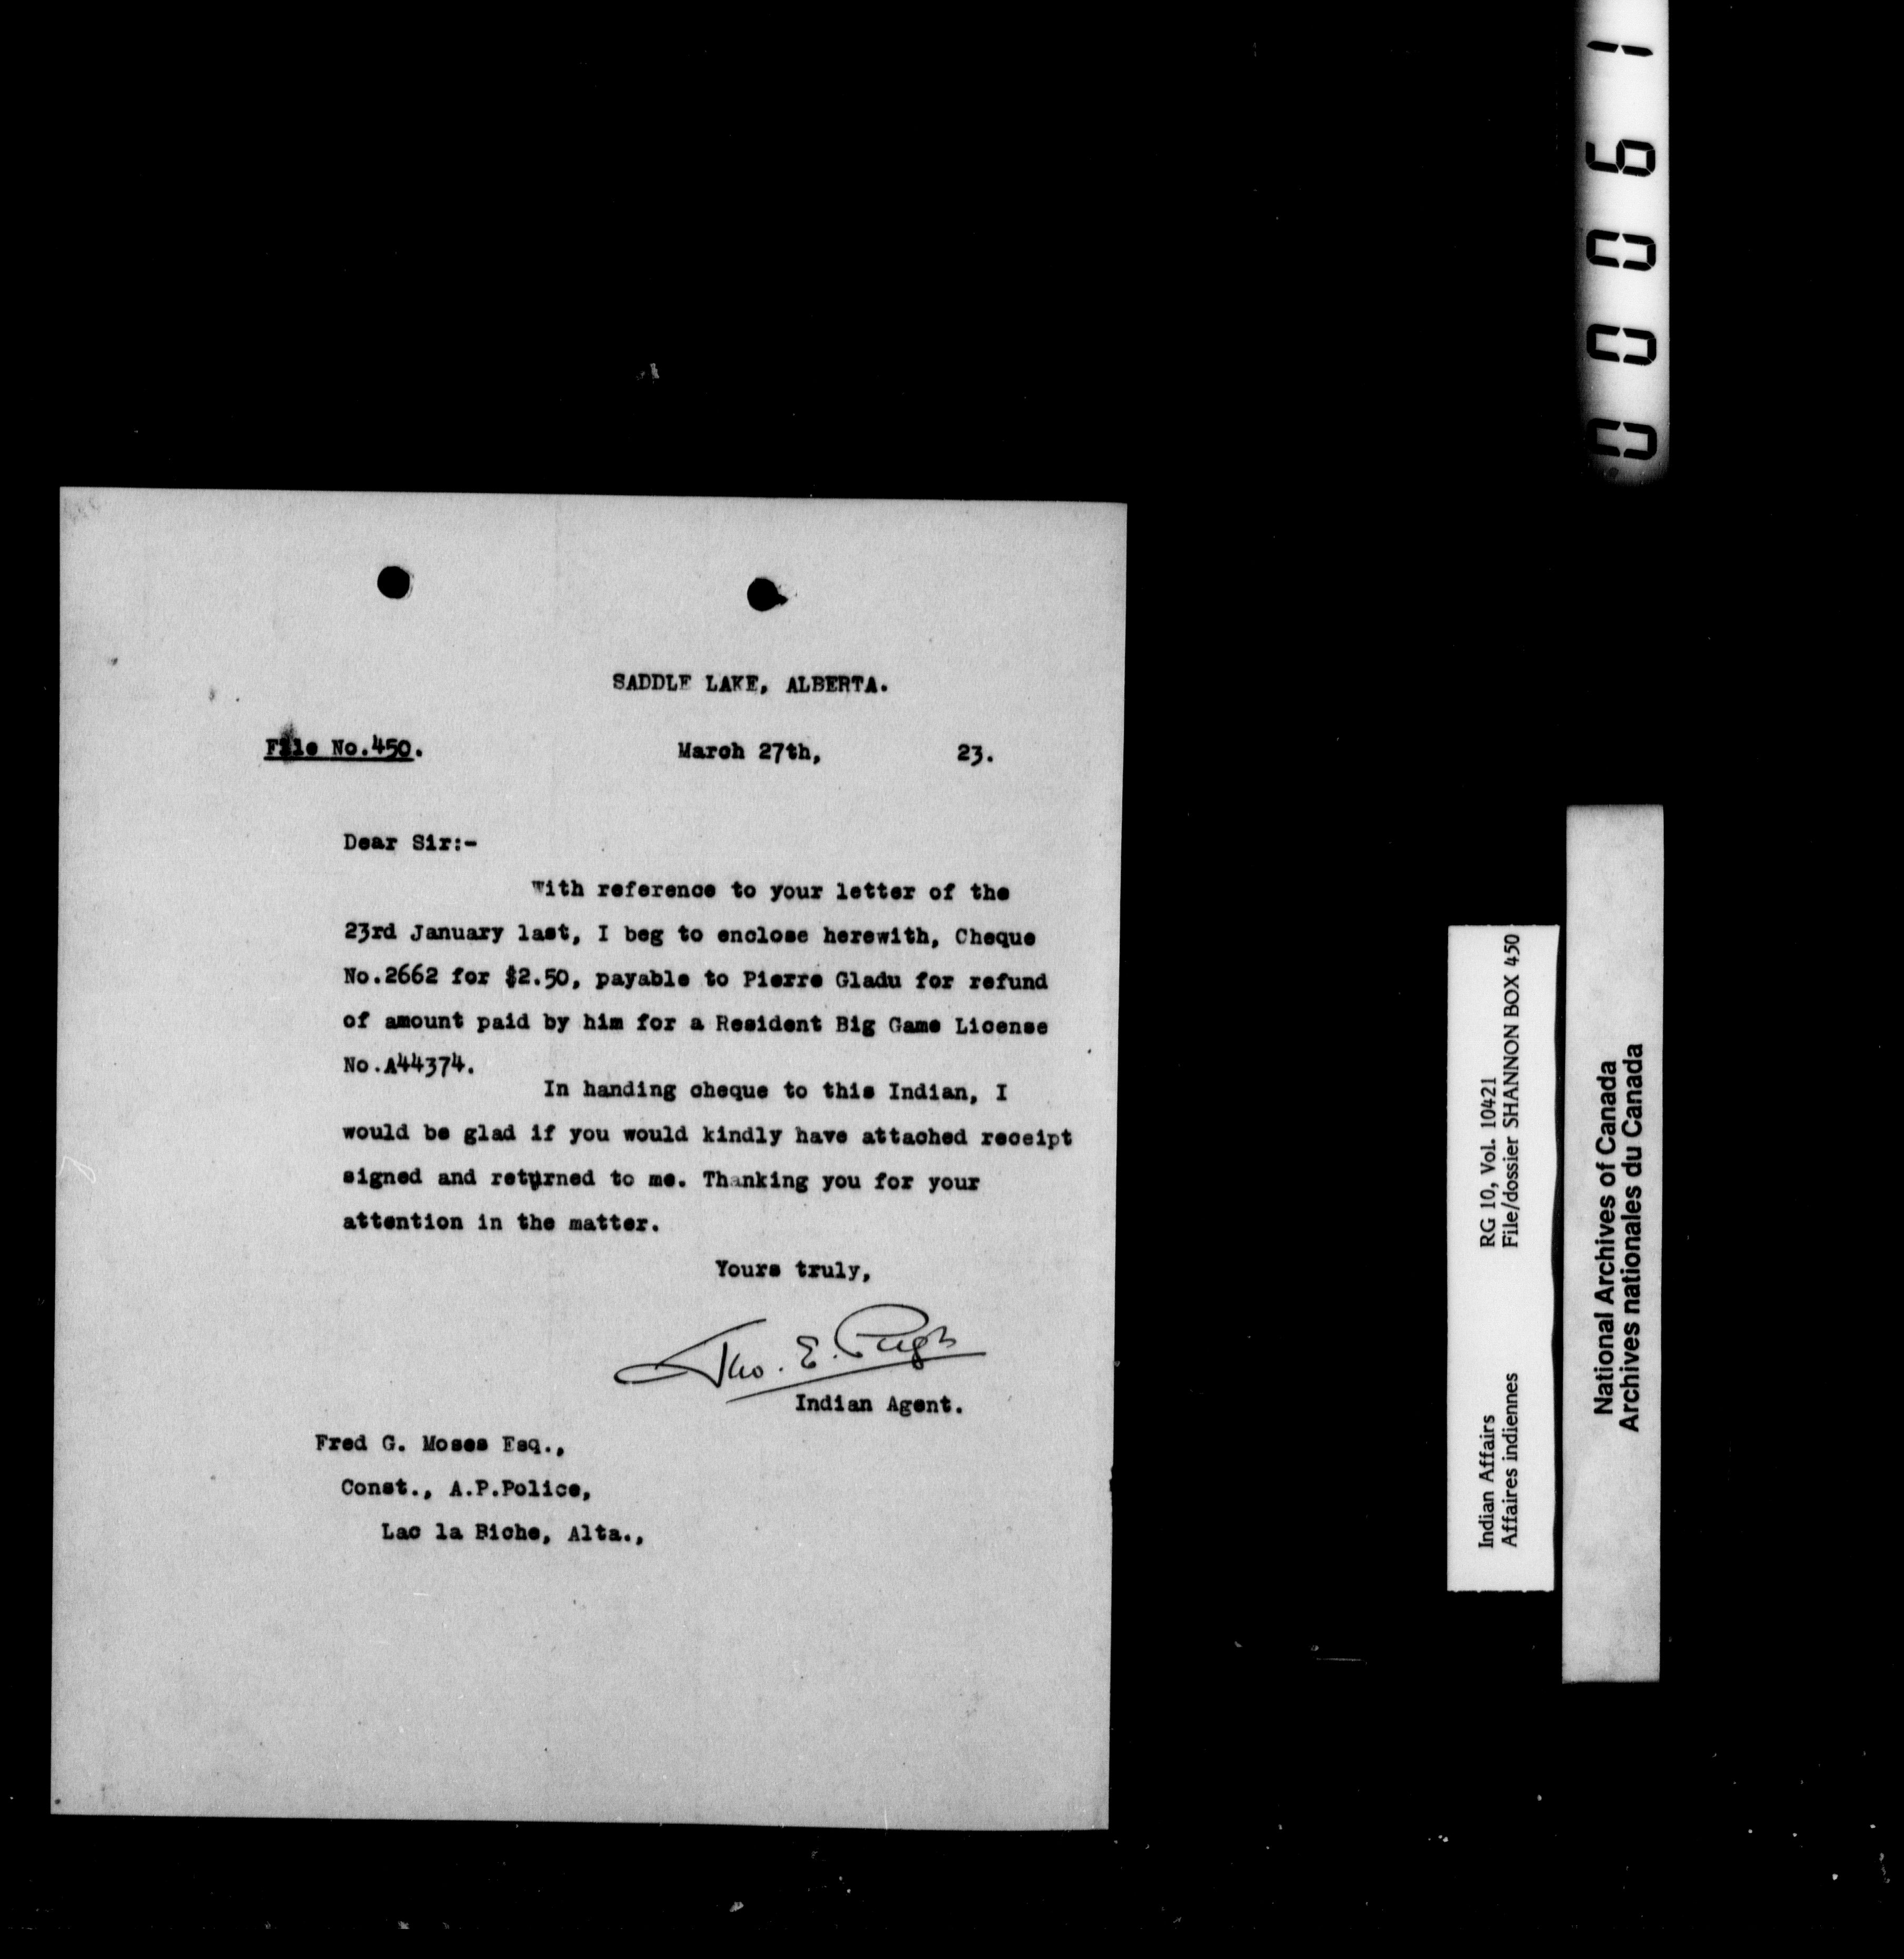 SADDLE LAKE, ALBERTA.
File No.450.
March 27th, 23.
Dear Sir:-
With reference to your letter of the
23rd January last, I beg to enclose herewith, Cheque
No.2662 for $2.50, payable to Pierre Gladu for refund
of amount paid by him for a Resident Big Game License
No.A44374.
In handing cheque to this Indian, I
would be glad if you would kindly have attached receipt
signed and returned to me. Thanking you for your
attention in the matter.
Yours truly,
Tho. E. Pugh
Indian Agent.
Fred G. Moses Esq.,
Const., A.P.Police,
Lac la Biche, Alta.,
00061
Indian Affairs RG 10, Vol. 10421
Affaires indiennes File/dossier SHANNON BOX 450
National Archives of Canada
Archives nationales du Canada